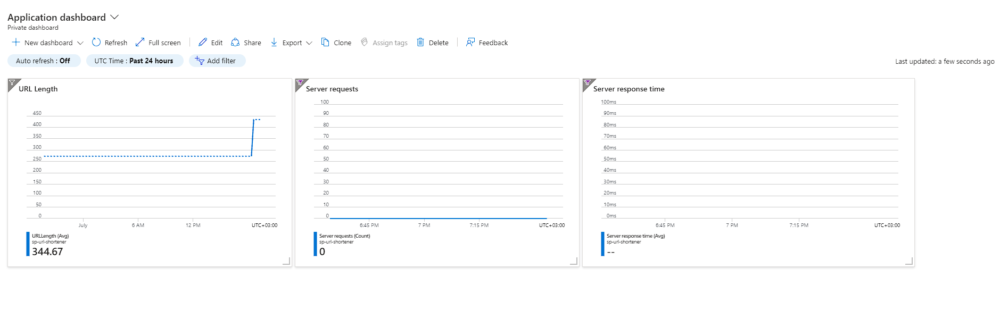 Application dashboard
Private dashboard
New dashboard Refresh Full screen Edit Share Export Clone Assign tags Delete Feedback
Auto refresh : Off UTC Time : Past 24 hours Add filter Last updated: a few seconds ago
URL Length
450
400
350
300
250
200
150
100
50
0
July 6 AM 12 PM UTC+03:00
URLLength (Avg)
sp-url-shortener
344.67
Server requests
100
90
80
70
60
50
40
30
20
10
0
6:45 PM 7 PM 7:15 PM UTC+03:00
Server requests (Count)
sp-url-shortener
0
Server response time
100ms
90ms
80ms
70ms
60ms
50ms
40ms
30ms
20ms
10ms
0ms
6:45 PM 7 PM 7:15 PM UTC+03:00
Server response time (Avg)
sp-url-shortener
--